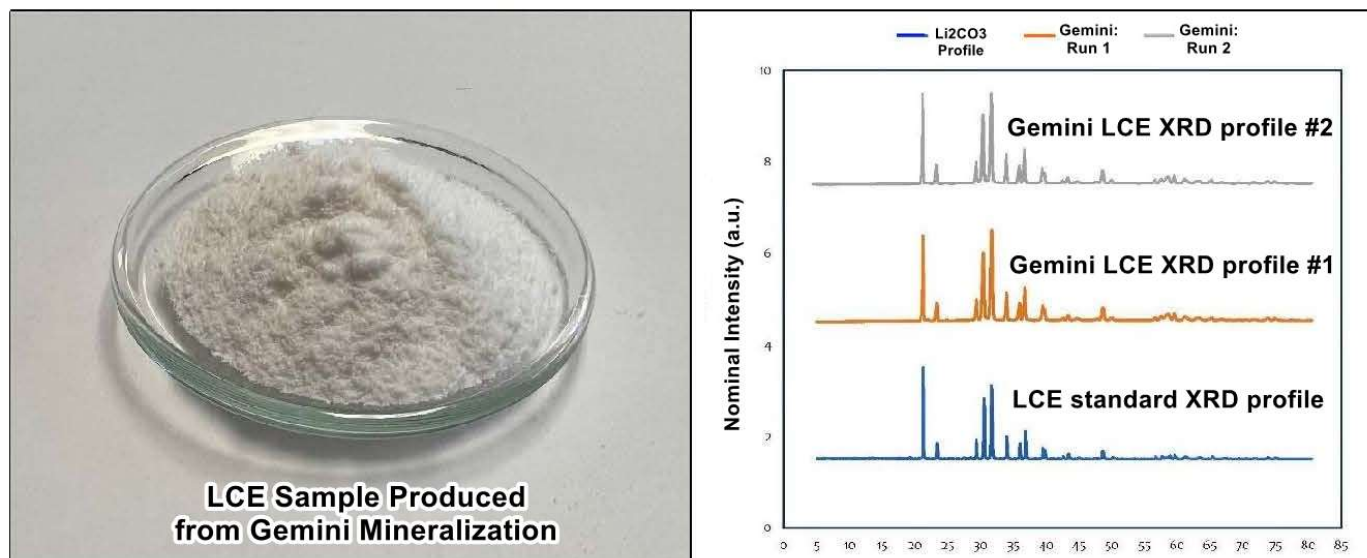 LCE Sample Produced
from Gemini Mineralization
Li2CO3
Profile
Gemini:
Run 1
Gemini:
Run 2
Nominal Intensity (a.u.)
10
8
6
4
2
0
Gemini LCE XRD profile #2
Gemini LCE XRD profile #1
LCE standard XRD profile
0 5 10 15 20 25 30 35 40 45 50 55 60 65 70 75 80 85